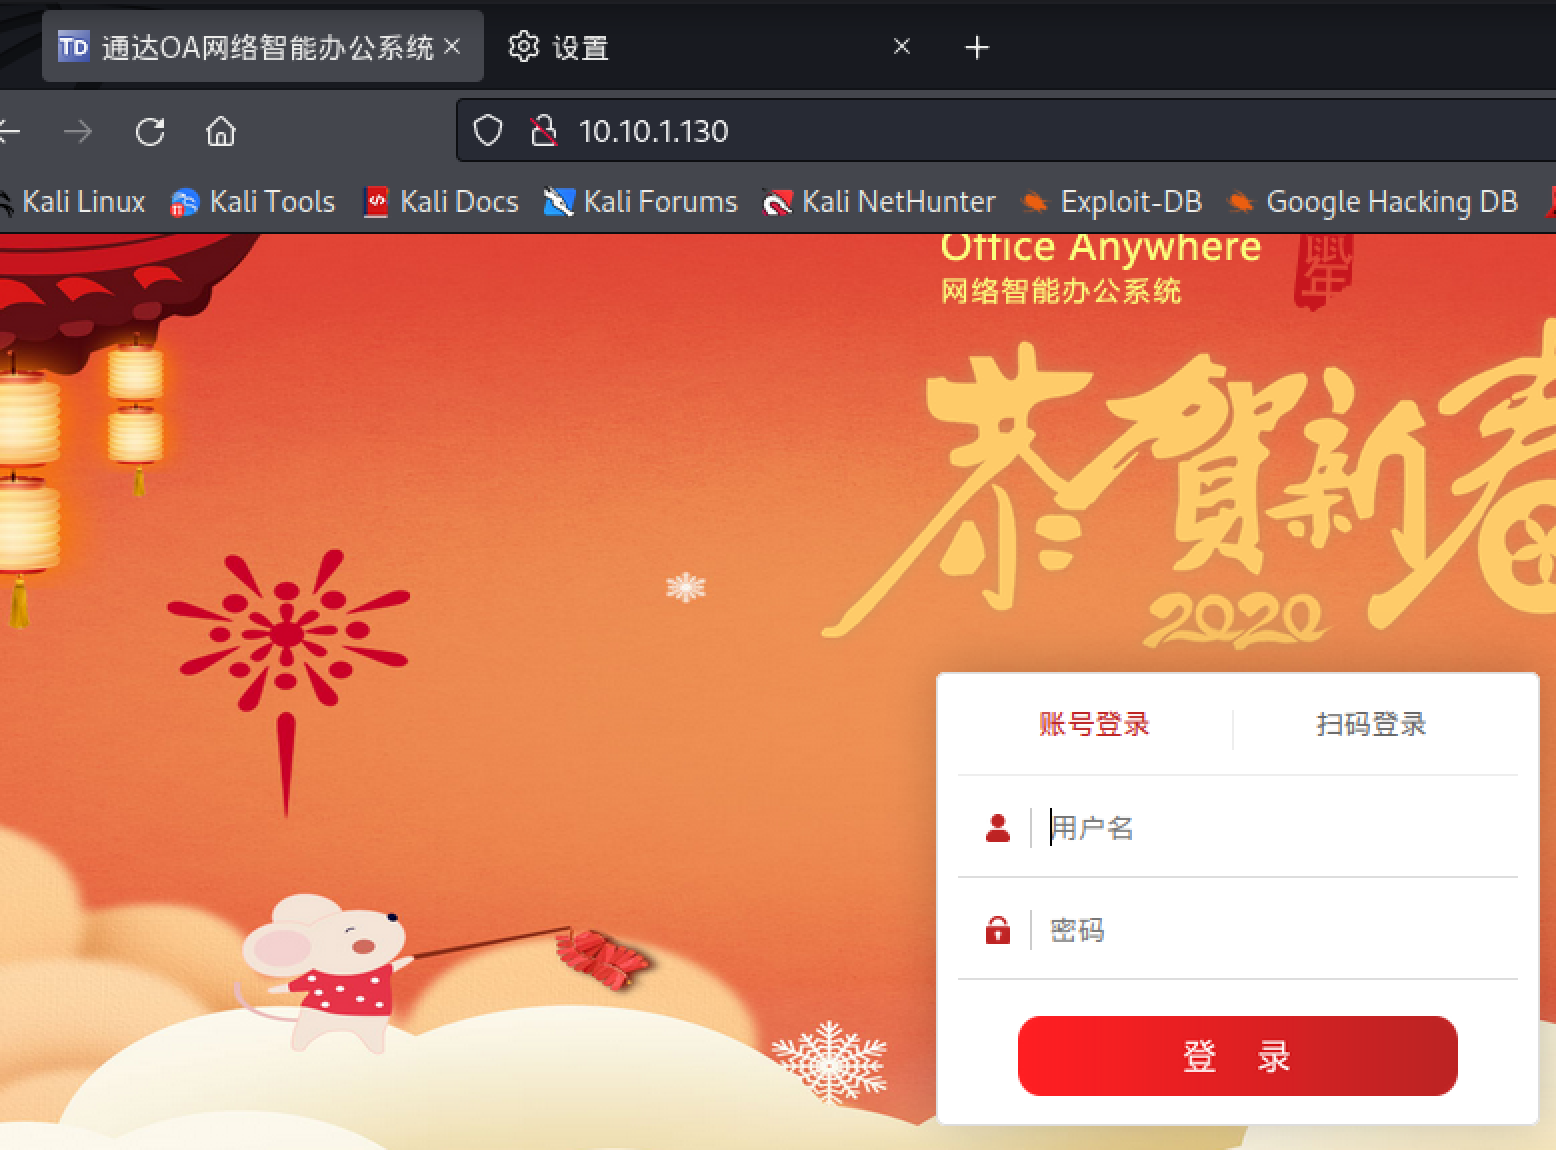 TD 通达OA网络智能办公系统
设置
10.10.1.130
Kali Linux
Kali Tools
Kali Docs
Kali Forums
Kali NetHunter
Exploit-DB
Google Hacking DB
Office Anywhere
网络智能办公系统
鼠年
恭賀新春
2020
账号登录
扫码登录
用户名
密码
登 录